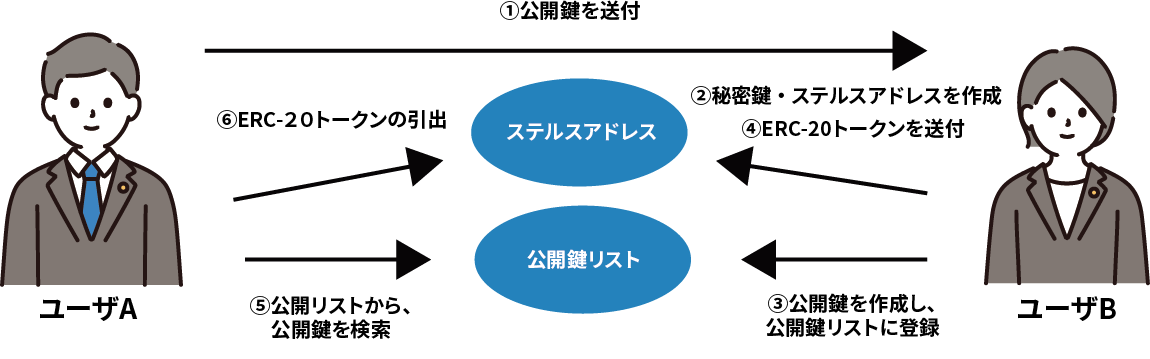 ①公開鍵を送付
②秘密鍵・ステルスアドレスを作成
⑥ERC-２０トークンの引出
ステルスアドレス
④ERC-20トークンを送付
公開鍵リスト
ユーザA
⑤公開リストから、
公開鍵を検索
③公開鍵を作成し、
公開鍵リストに登録
ユーザB